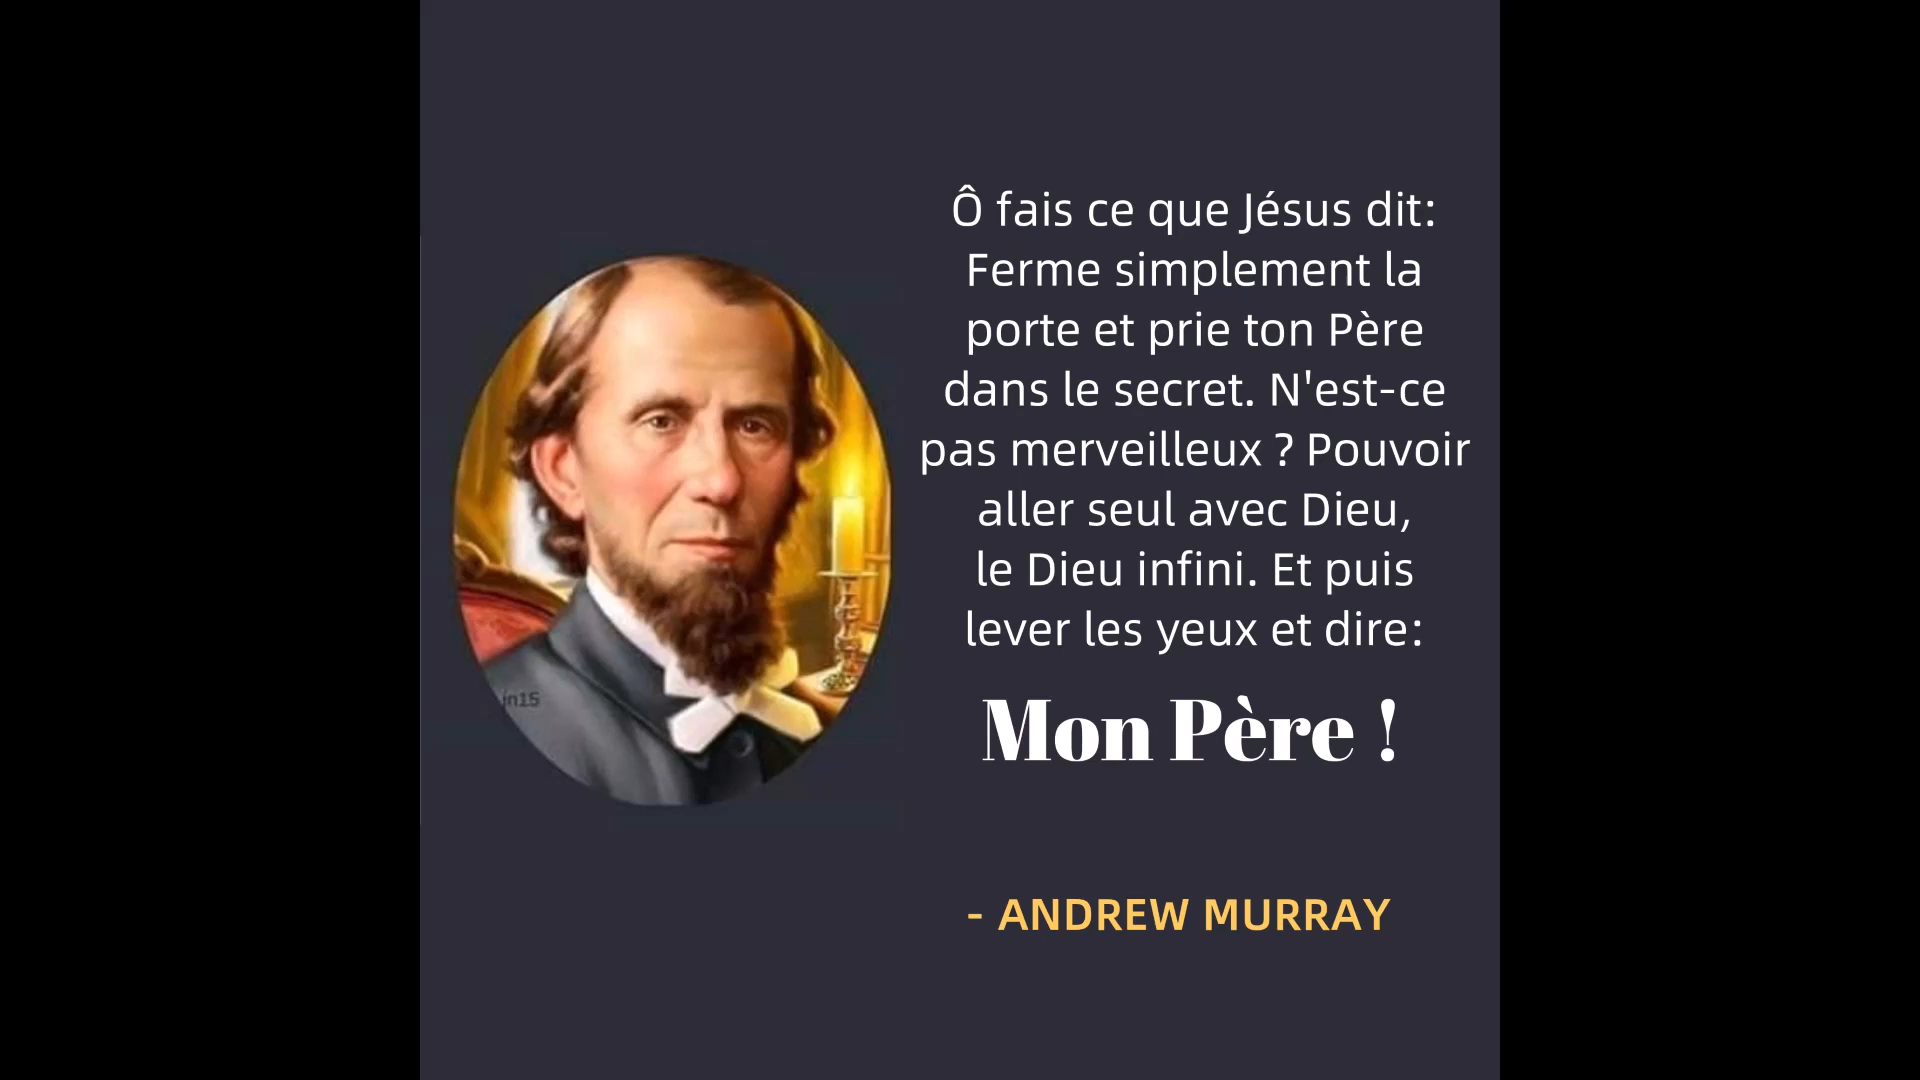 Ô fais ce que Jésus dit:
Ferme simplement la
porte et prie ton Père
dans le secret. N'est-ce
pas merveilleux ? Pouvoir
aller seul avec Dieu,
le Dieu infini. Et puis
lever les yeux et dire:
Mon Père !
- ANDREW MURRAY